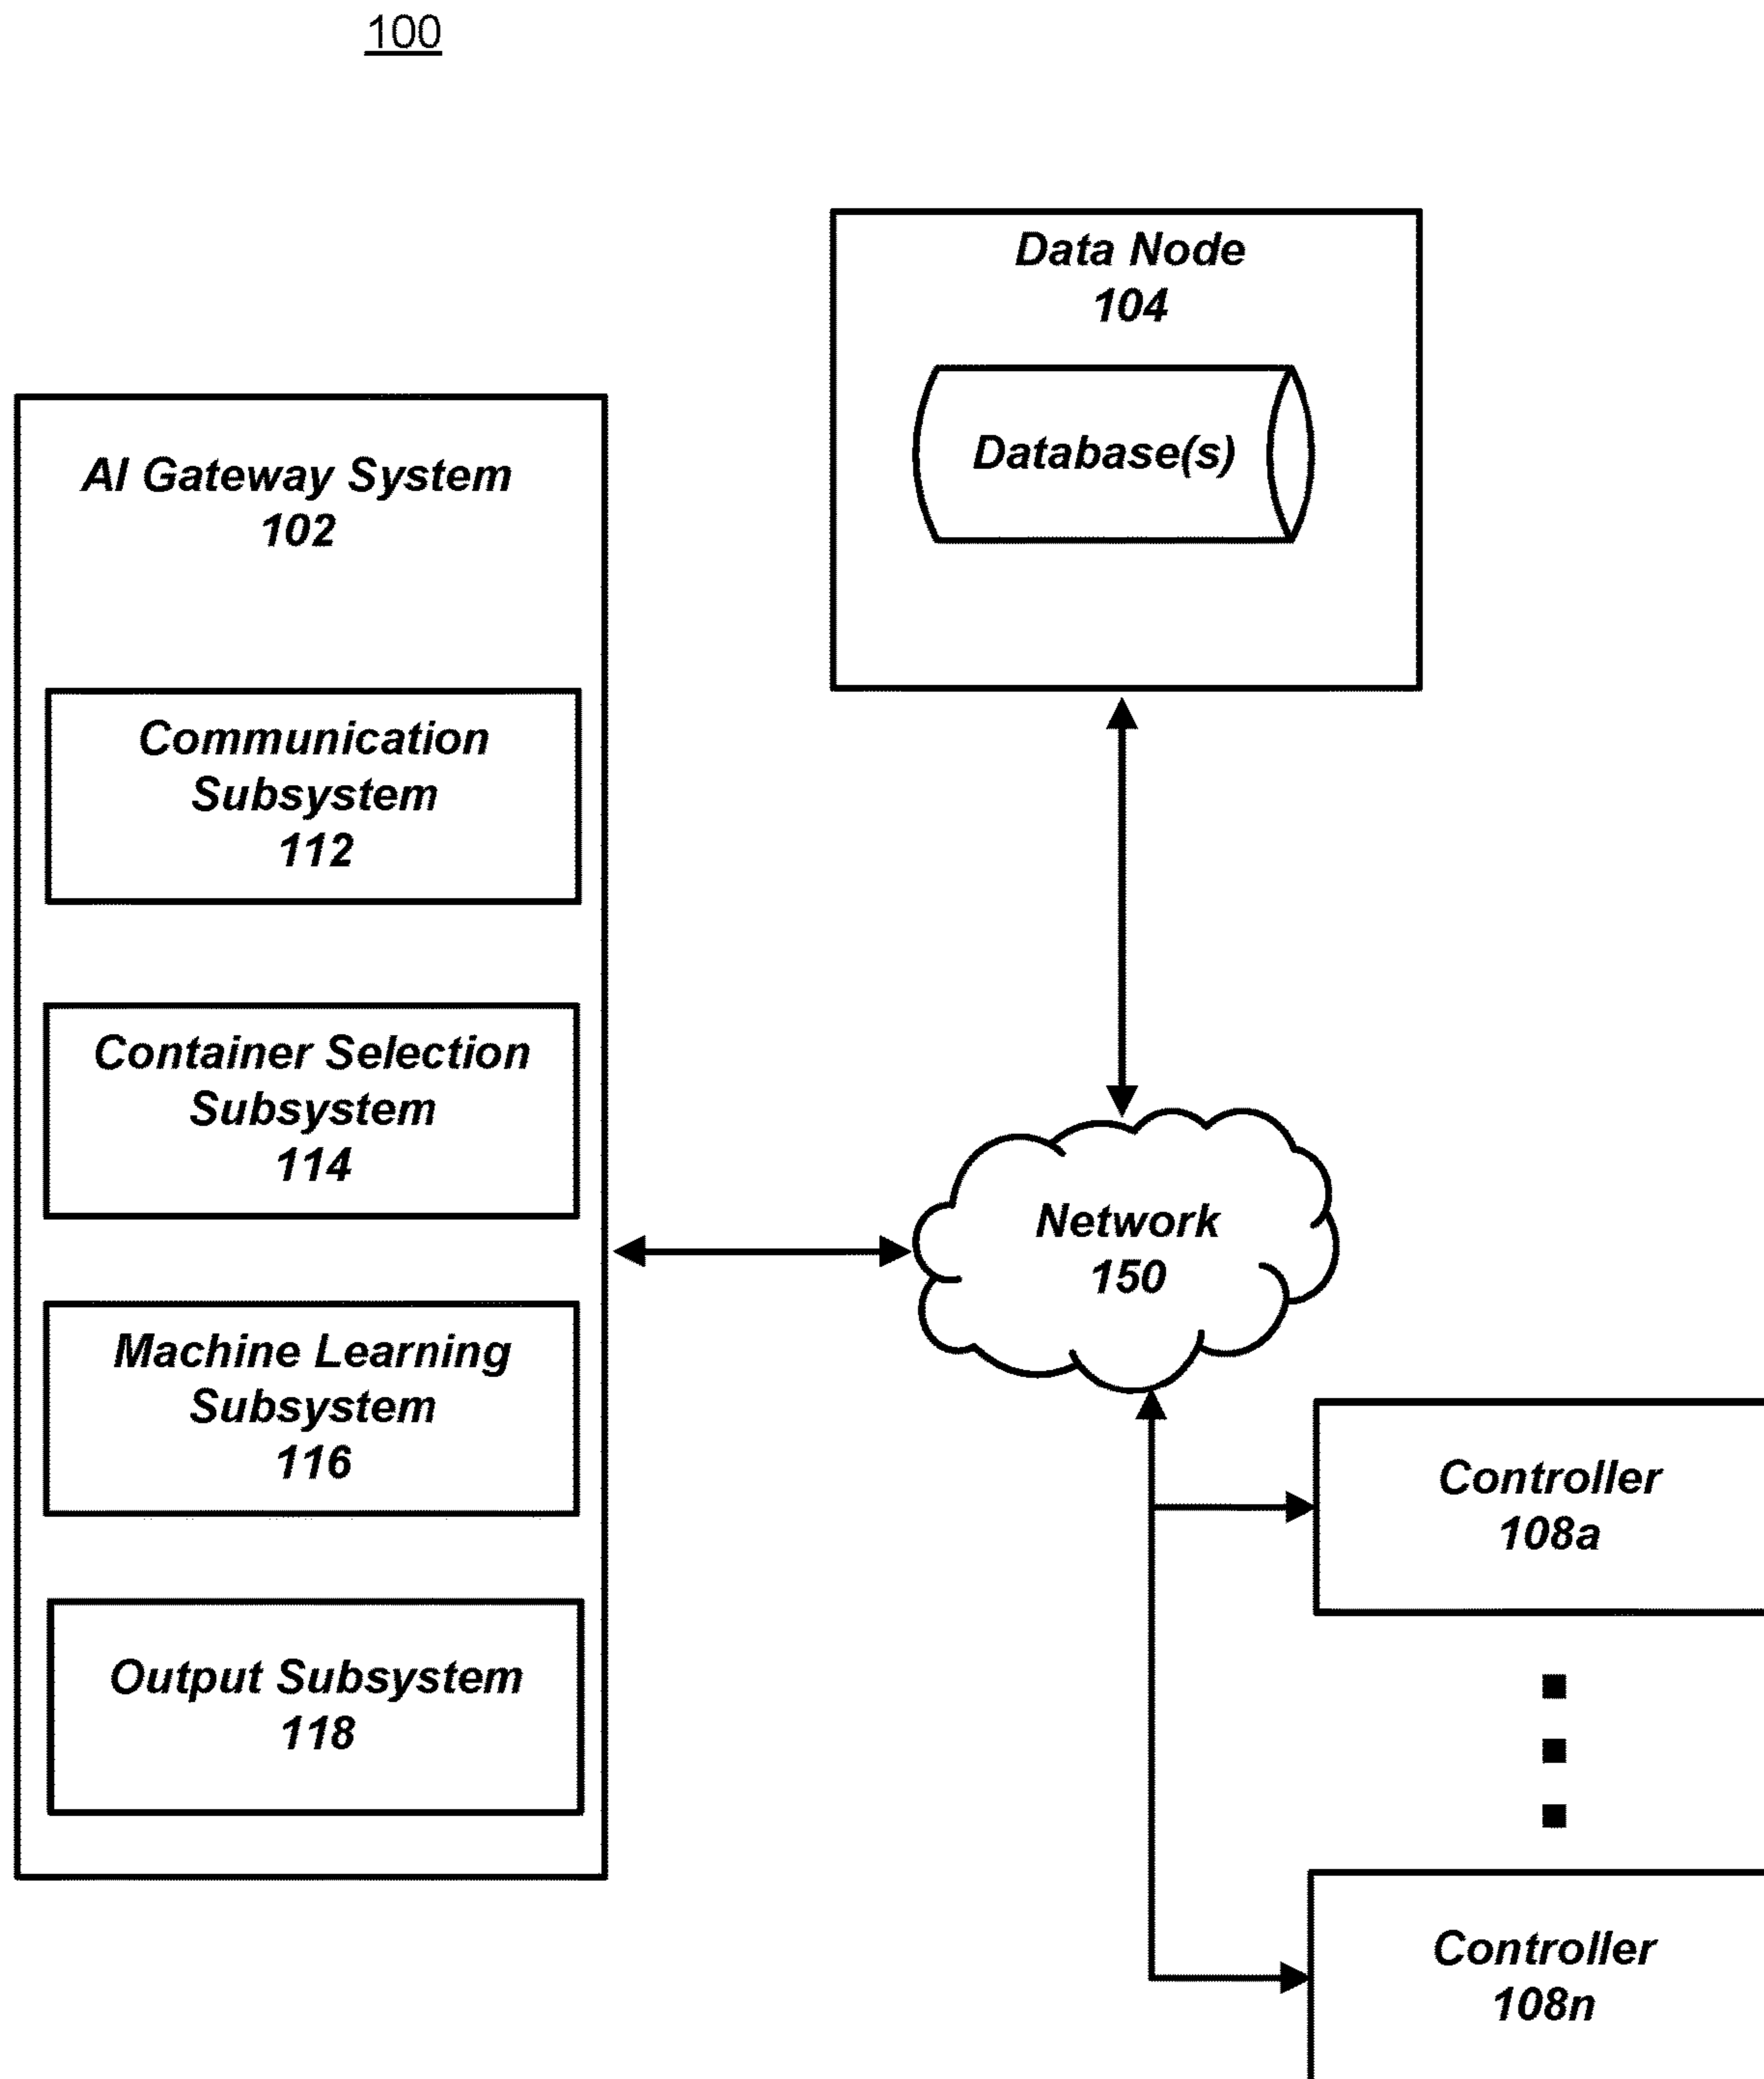 100
Data Node
104
Database(s)
AI Gateway System
102
Communication
Subsystem
112
Container Selection
Subsystem
114
Machine Learning
Subsystem
116
Output Subsystem
118
Network
150
Controller
108a
Controller
108n